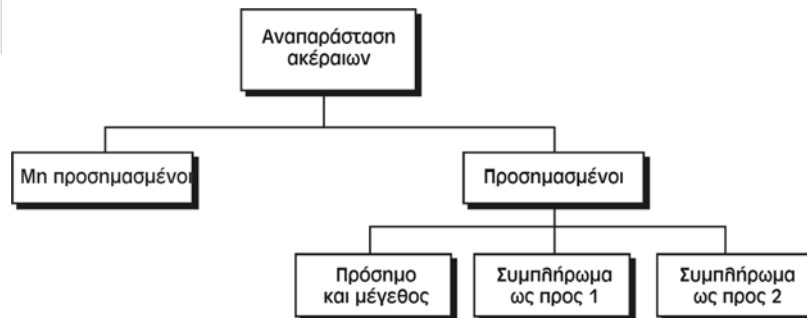 Αναπαράσταση
ακέραιων
Μη προσημασμένοι
Προσημασμένοι
Πρόσημο
και μέγεθος
Συμπλήρωμα
ως προς 1
Συμπλήρωμα
ως προς 2